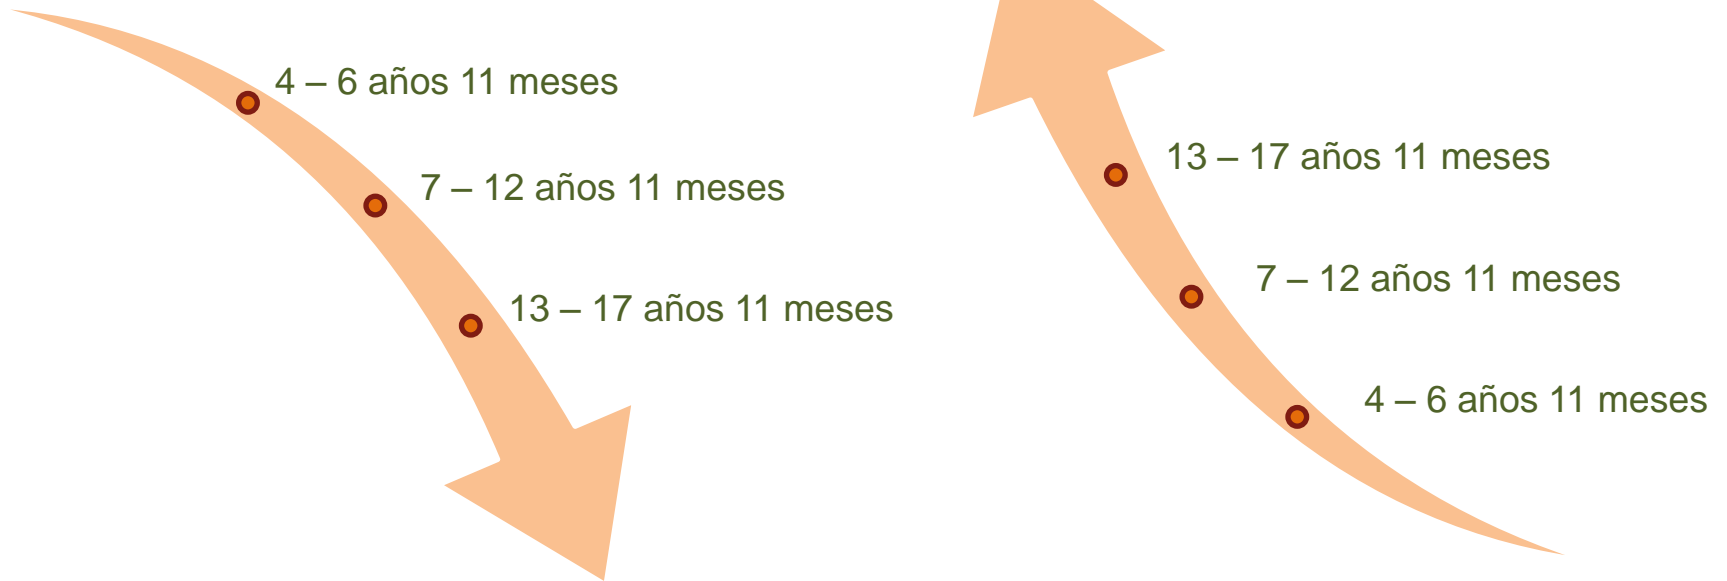 4 – 6 años 11 meses
7 – 12 años 11 meses
13 – 17 años 11 meses
13 – 17 años 11 meses
7 – 12 años 11 meses
4 – 6 años 11 meses